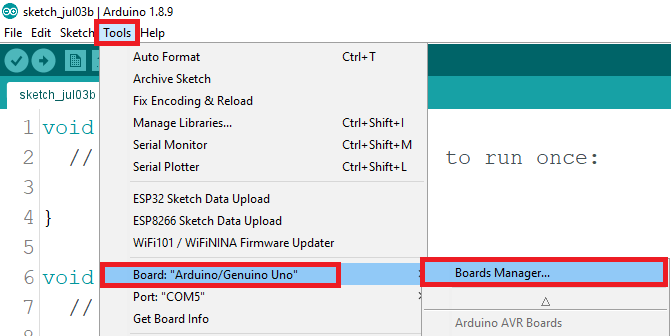 sketch_jul03b | Arduino 1.8.9
File Edit Sketch Tools Help
Auto Format Ctrl+T
sketch_jul03b
Archive Sketch
Fix Encoding & Reload
1 void
Manage Libraries... Ctrl+Shift+I
2 // to run once:
Serial Monitor Ctrl+Shift+M
3
Serial Plotter Ctrl+Shift+L
ESP32 Sketch Data Upload
4 }
ESP8266 Sketch Data Upload
5
WiFi101 / WiFiNINA Firmware Updater
6 void
Board: "Arduino/Genuino Uno" Boards Manager...
7 //
Port: "COM5"
8
Get Board Info
Arduino AVR Boards